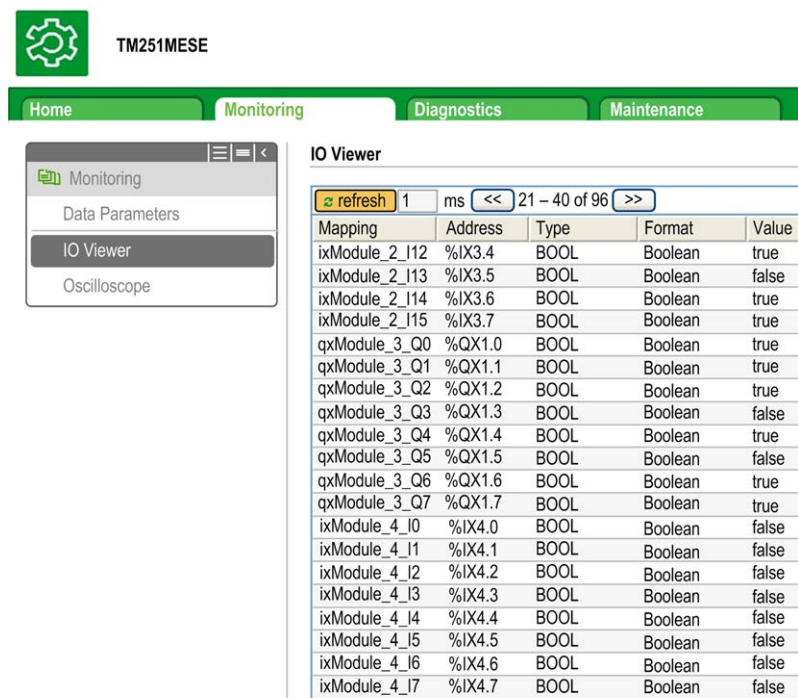 TM251MESE
Home Monitoring Diagnostics Maintenance
Monitoring
Data Parameters
IO Viewer
Oscilloscope
IO Viewer
refresh 1 ms << 21 – 40 of 96 >>
Mapping Address Type Format Value
ixModule_2_I12 %IX3.4 BOOL Boolean true
ixModule_2_I13 %IX3.5 BOOL Boolean false
ixModule_2_I14 %IX3.6 BOOL Boolean true
ixModule_2_I15 %IX3.7 BOOL Boolean true
qxModule_3_Q0 %QX1.0 BOOL Boolean true
qxModule_3_Q1 %QX1.1 BOOL Boolean true
qxModule_3_Q2 %QX1.2 BOOL Boolean true
qxModule_3_Q3 %QX1.3 BOOL Boolean false
qxModule_3_Q4 %QX1.4 BOOL Boolean true
qxModule_3_Q5 %QX1.5 BOOL Boolean false
qxModule_3_Q6 %QX1.6 BOOL Boolean true
qxModule_3_Q7 %QX1.7 BOOL Boolean true
ixModule_4_I0 %IX4.0 BOOL Boolean false
ixModule_4_I1 %IX4.1 BOOL Boolean false
ixModule_4_I2 %IX4.2 BOOL Boolean false
ixModule_4_I3 %IX4.3 BOOL Boolean false
ixModule_4_I4 %IX4.4 BOOL Boolean false
ixModule_4_I5 %IX4.5 BOOL Boolean false
ixModule_4_I6 %IX4.6 BOOL Boolean false
ixModule_4_I7 %IX4.7 BOOL Boolean false